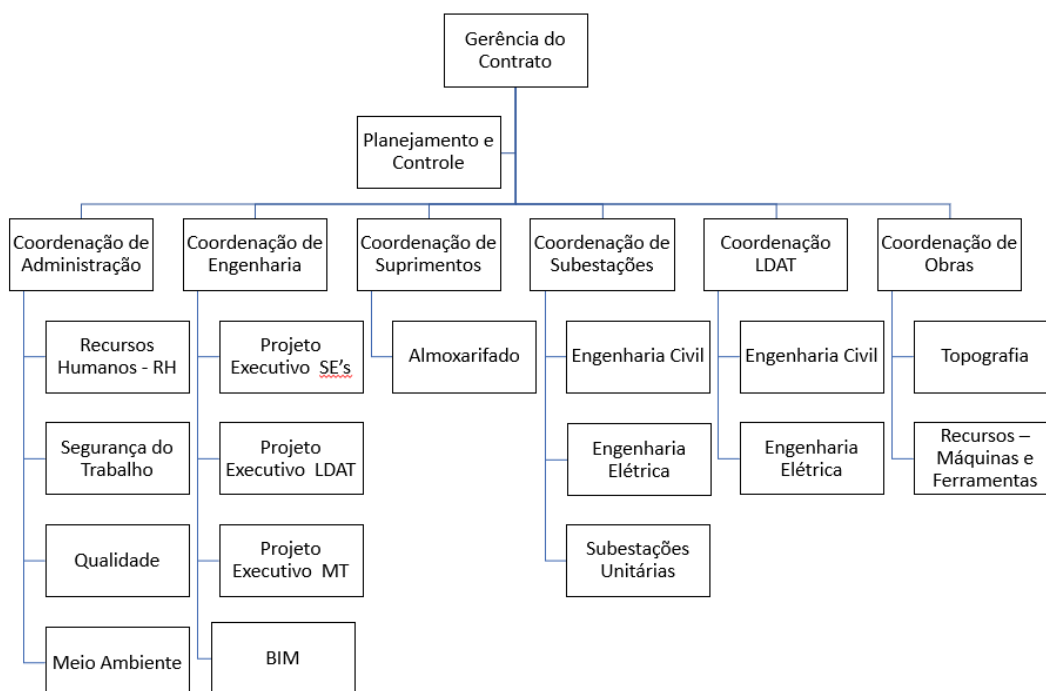 Gerência do
Contrato
Planejamento e
Controle
Coordenação de
Administração
Coordenação de
Engenharia
Coordenação de
Suprimentos
Coordenação de
Subestações
Coordenação
LDAT
Coordenação de
Obras
Recursos
Humanos - RH
Projeto
Executivo SE’s
Almoxarifado
Engenharia Civil
Engenharia Civil
Topografia
Segurança do
Trabalho
Projeto
Executivo LDAT
Engenharia
Elétrica
Engenharia
Elétrica
Recursos –
Máquinas e
Ferramentas
Qualidade
Projeto
Executivo MT
Subestações
Unitárias
Meio Ambiente
BIM